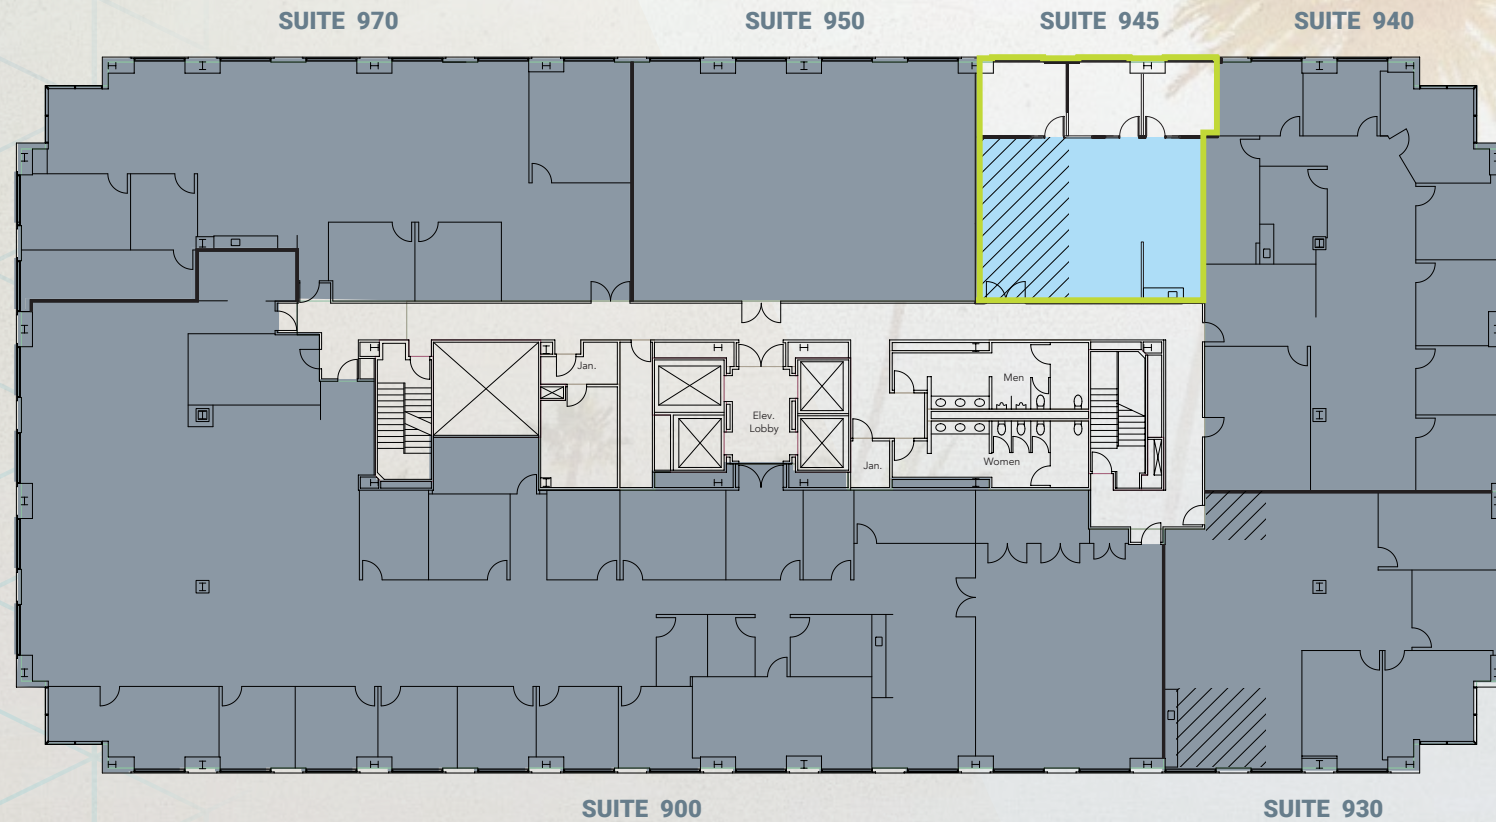 SUITE 970
SUITE 950
SUITE 945
SUITE 940
Jan.
Men
Elev.
Lobby
Jan.
Women
SUITE 900
SUITE 930